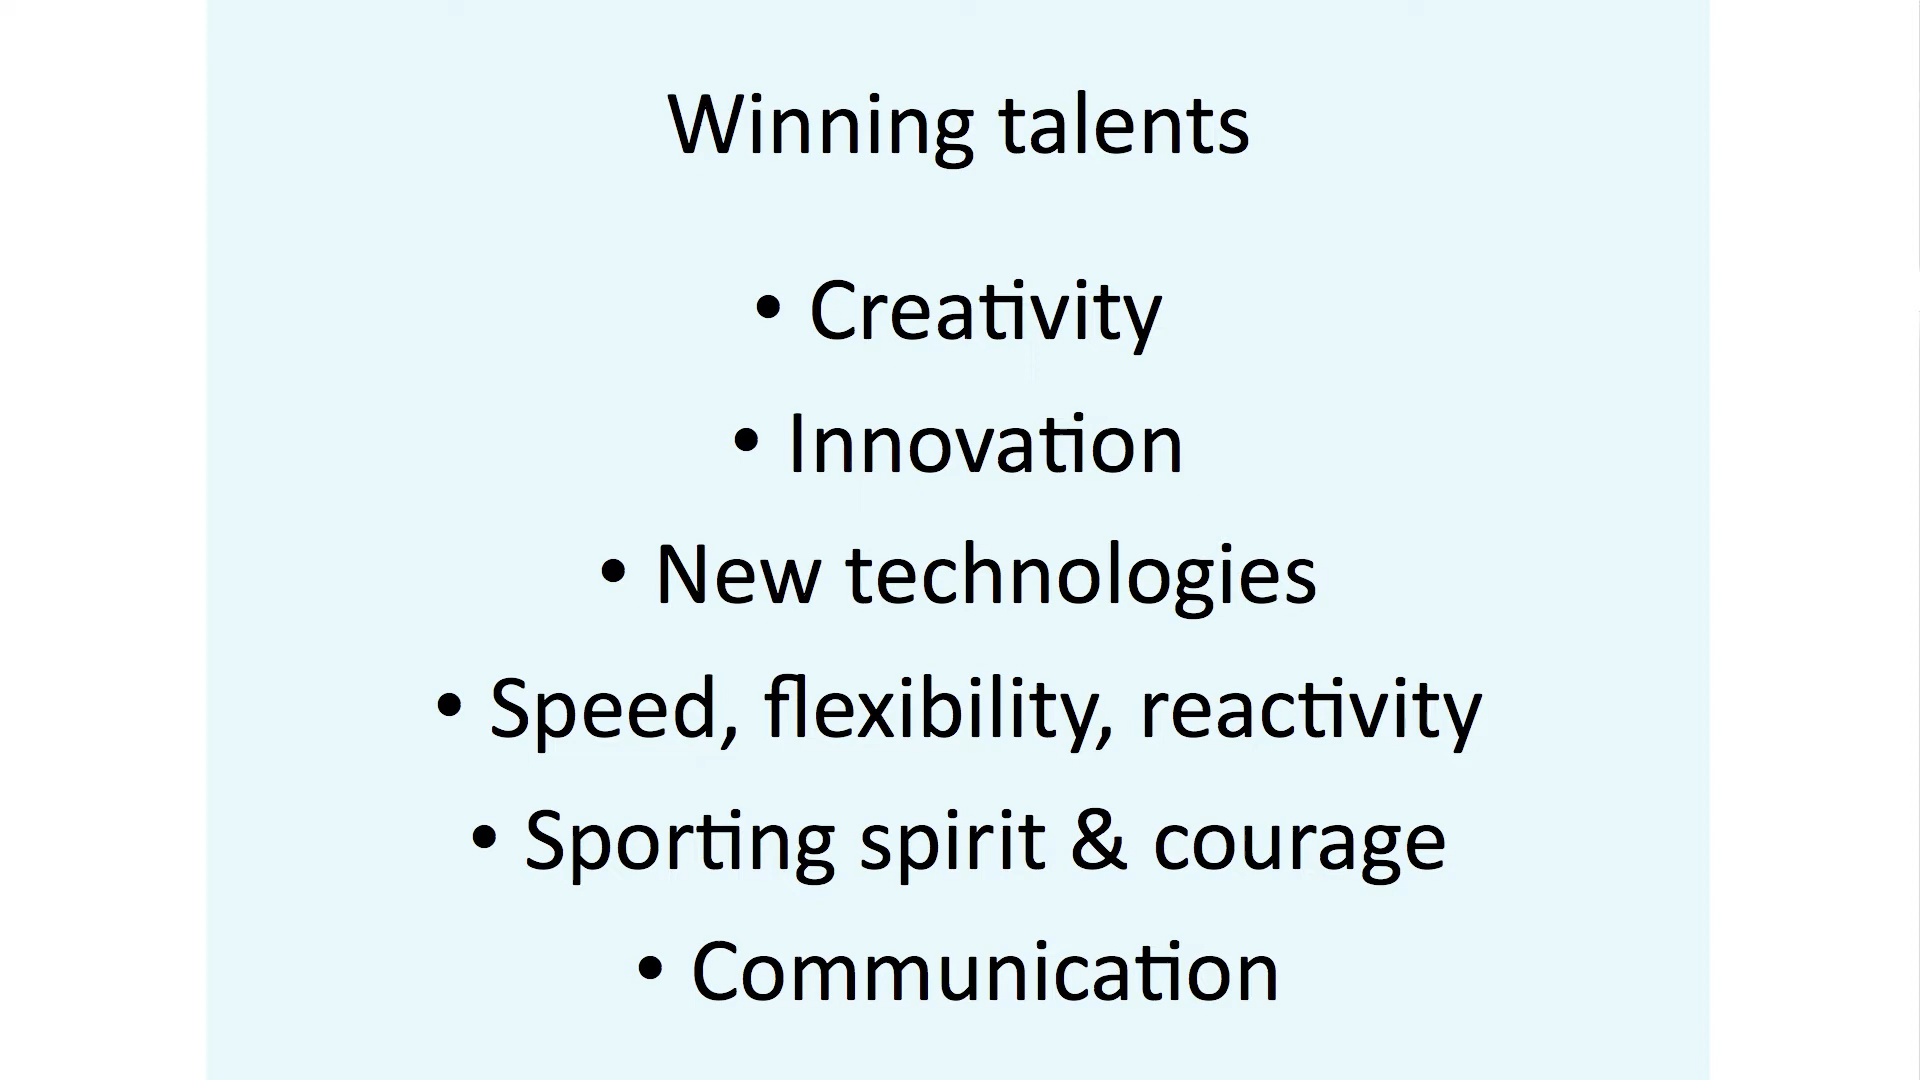 Winning talents
• Creativity
• Innovation
• New technologies
• Speed, flexibility, reactivity
• Sporting spirit & courage
• Communication